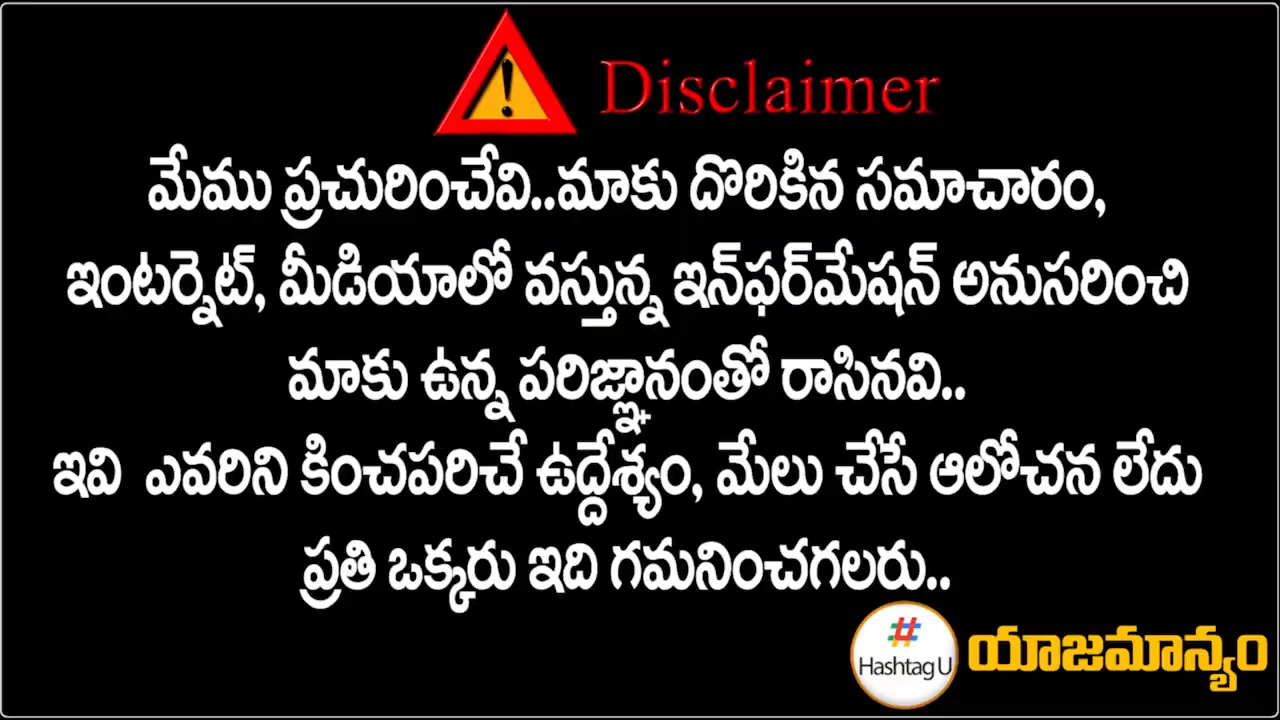 Disclaimer
మేము ప్రచురించేవి..మాకు దొరికిన సమాచారం,
ఇంటర్నెట్, మీడియాలో వస్తున్న ఇన్‌ఫర్‌మేషన్ అనుసరించి
మాకు ఉన్న పరిజ్ఞానంతో రాసినవి..
ఇవి ఎవరిని కించపరిచే ఉద్దేశ్యం, మేలు చేసే ఆలోచన లేదు
ప్రతి ఒక్కరు ఇది గమనించగలరు..
#
Hashtag U
యాజమాన్యం